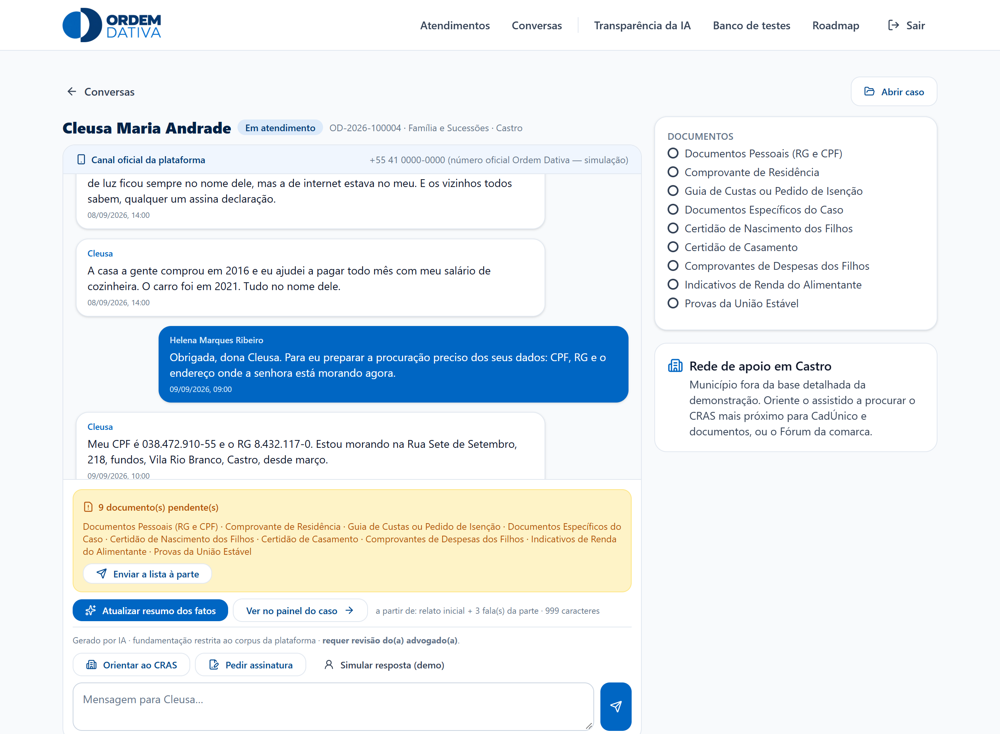 ORDEM
DATIVA
Atendimentos
Conversas
Transparência da IA
Banco de testes
Roadmap
Sair
Conversas
Abrir caso
Cleusa Maria Andrade
Em atendimento
OD-2026-100004 · Família e Sucessões · Castro
Canal oficial da plataforma
+55 41 0000-0000 (número oficial Ordem Dativa — simulação)
de luz ficou sempre no nome dele, mas a de internet estava no meu. E os vizinhos todos
sabem, qualquer um assina declaração.
08/09/2026, 14:00
Cleusa
A casa a gente comprou em 2016 e eu ajudei a pagar todo mês com meu salário de
cozinheira. O carro foi em 2021. Tudo no nome dele.
08/09/2026, 14:00
Helena Marques Ribeiro
Obrigada, dona Cleusa. Para eu preparar a procuração preciso dos seus dados: CPF, RG e o
endereço onde a senhora está morando agora.
09/09/2026, 09:00
Cleusa
Meu CPF é 038.472.910-55 e o RG 8.432.117-0. Estou morando na Rua Sete de Setembro,
218, fundos, Vila Rio Branco, Castro, desde março.
09/09/2026, 10:00
9 documento(s) pendente(s)
Documentos Pessoais (RG e CPF) · Comprovante de Residência · Guia de Custas ou Pedido de Isenção · Documentos Específicos do
Caso · Certidão de Nascimento dos Filhos · Certidão de Casamento · Comprovantes de Despesas dos Filhos · Indicativos de Renda
do Alimentante · Provas da União Estável
Enviar a lista à parte
Atualizar resumo dos fatos
Ver no painel do caso
a partir de: relato inicial + 3 fala(s) da parte · 999 caracteres
Gerado por IA · fundamentação restrita ao corpus da plataforma · requer revisão do(a) advogado(a).
Orientar ao CRAS
Pedir assinatura
Simular resposta (demo)
Mensagem para Cleusa...
DOCUMENTOS
Documentos Pessoais (RG e CPF)
Comprovante de Residência
Guia de Custas ou Pedido de Isenção
Documentos Específicos do Caso
Certidão de Nascimento dos Filhos
Certidão de Casamento
Comprovantes de Despesas dos Filhos
Indicativos de Renda do Alimentante
Provas da União Estável
Rede de apoio em Castro
Município fora da base detalhada da
demonstração. Oriente o assistido a procurar o
CRAS mais próximo para CadÚnico e
documentos, ou o Fórum da comarca.